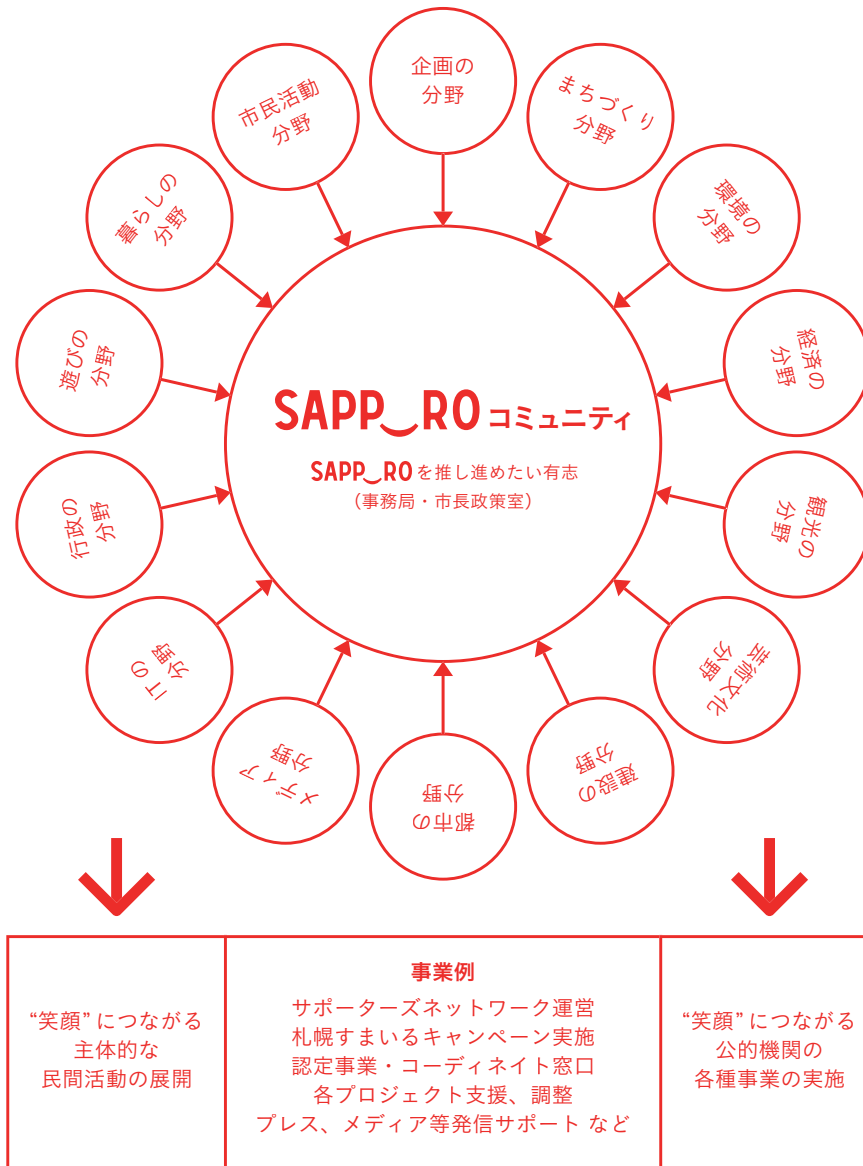 企画の
分野
まちづくり
分野
環境の
分野
経済の
分野
観光の
分野
芸術文化
分野
建設の
分野
都市の
分野
メディア
分野
ITの
分野
行政の
分野
遊びの
分野
暮らしの
分野
市民活動
分野
SAPP‿RO コミュニティ
SAPP‿RO を推し進めたい有志
(事務局・市長政策室)
“笑顔” につながる
主体的な
民間活動の展開
事業例
サポーターズネットワーク運営
札幌すまいるキャンペーン実施
認定事業・コーディネイト窓口
各プロジェクト支援、調整
プレス、メディア等発信サポート など
“笑顔” につながる
公的機関の
各種事業の実施